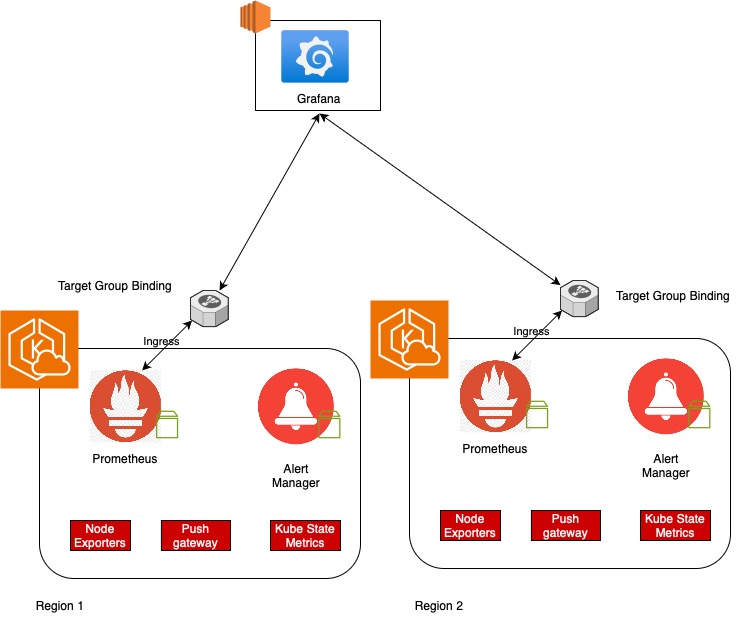 Grafana
Target Group Binding
Target Group Binding
Ingress
Ingress
K
K
Prometheus
Alert
Manager
Prometheus
Alert
Manager
Node
Exporters
Push
gateway
Kube State
Metrics
Node
Exporters
Push
gateway
Kube State
Metrics
Region 1
Region 2